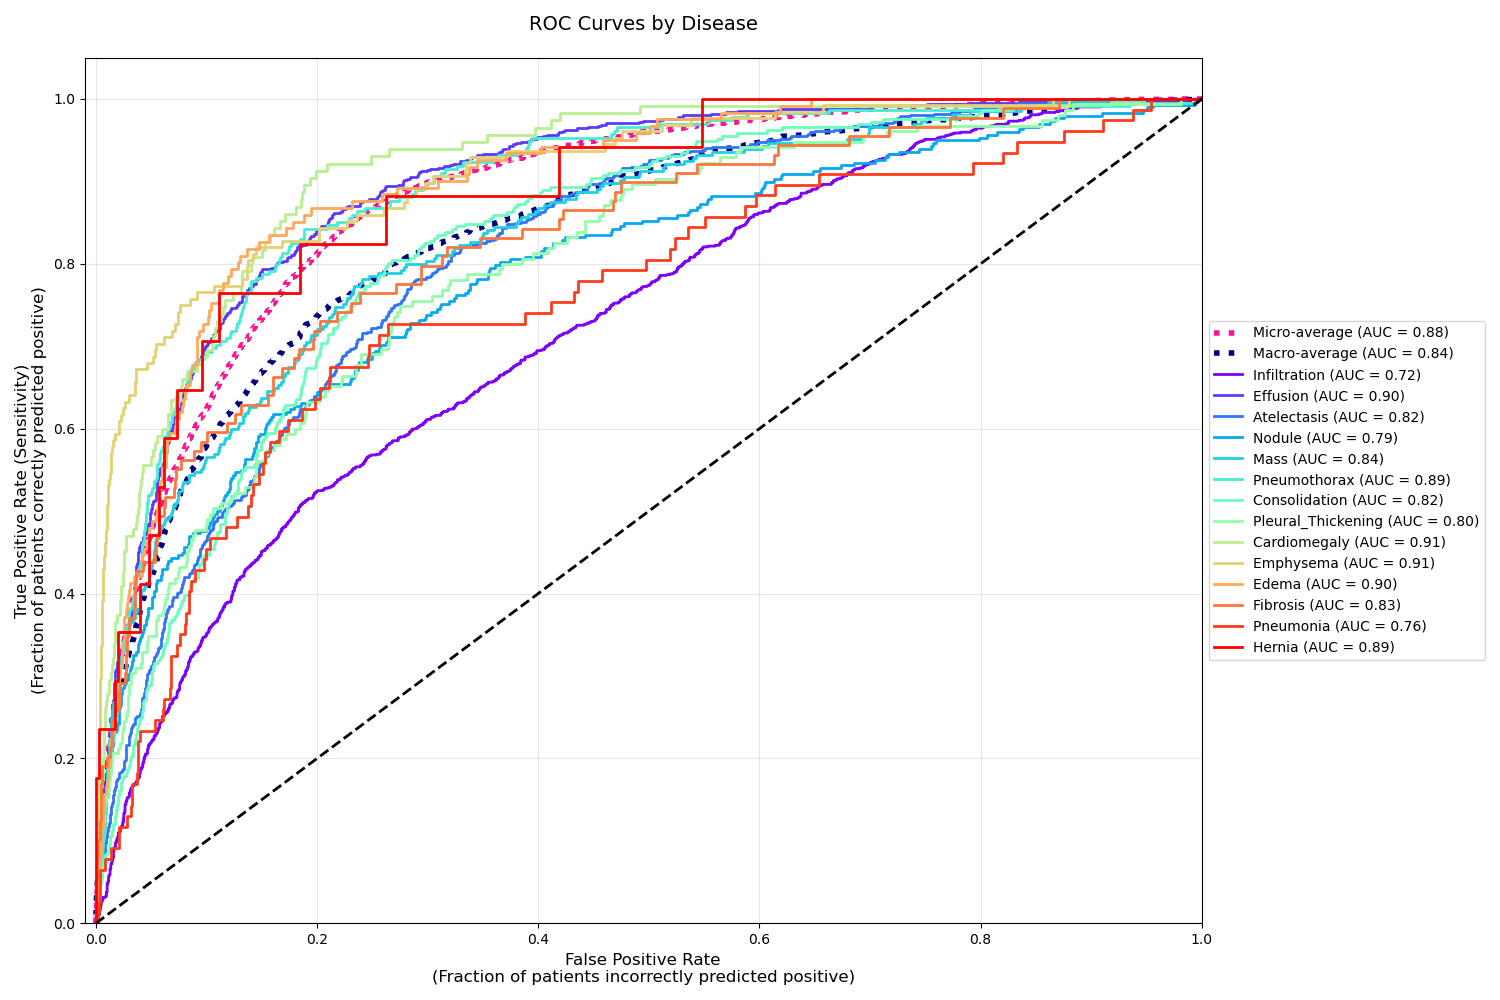 ROC Curves by Disease
True Positive Rate (Sensitivity)
(Fraction of patients correctly predicted positive)
1.0
0.8
0.6
0.4
0.2
0.0
0.0
0.2
0.4
0.6
0.8
1.0
False Positive Rate
(Fraction of patients incorrectly predicted positive)
Micro-average (AUC = 0.88)
Macro-average (AUC = 0.84)
Infiltration (AUC = 0.72)
Effusion (AUC = 0.90)
Atelectasis (AUC = 0.82)
Nodule (AUC = 0.79)
Mass (AUC = 0.84)
Pneumothorax (AUC = 0.89)
Consolidation (AUC = 0.82)
Pleural_Thickening (AUC = 0.80)
Cardiomegaly (AUC = 0.91)
Emphysema (AUC = 0.91)
Edema (AUC = 0.90)
Fibrosis (AUC = 0.83)
Pneumonia (AUC = 0.76)
Hernia (AUC = 0.89)